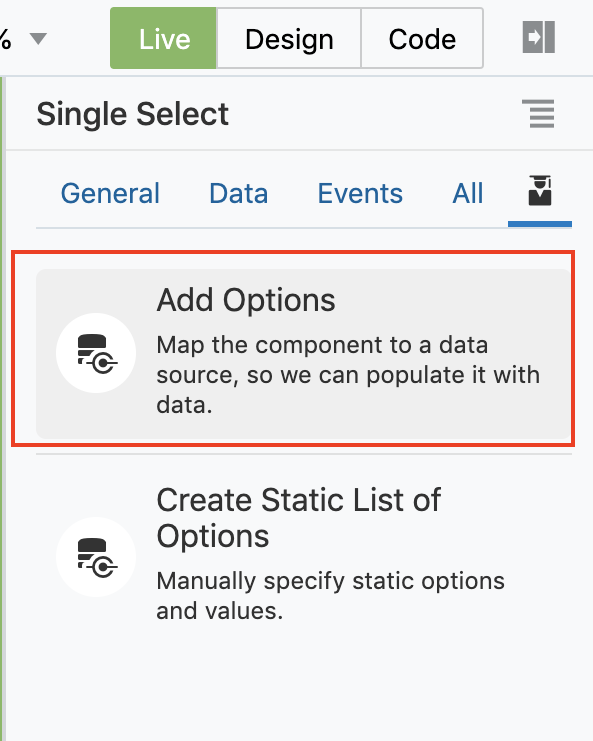 %
Live
Design
Code
Single Select
General
Data
Events
All
Add Options
Map the component to a data
source, so we can populate it with
data.
Create Static List of
Options
Manually specify static options
and values.